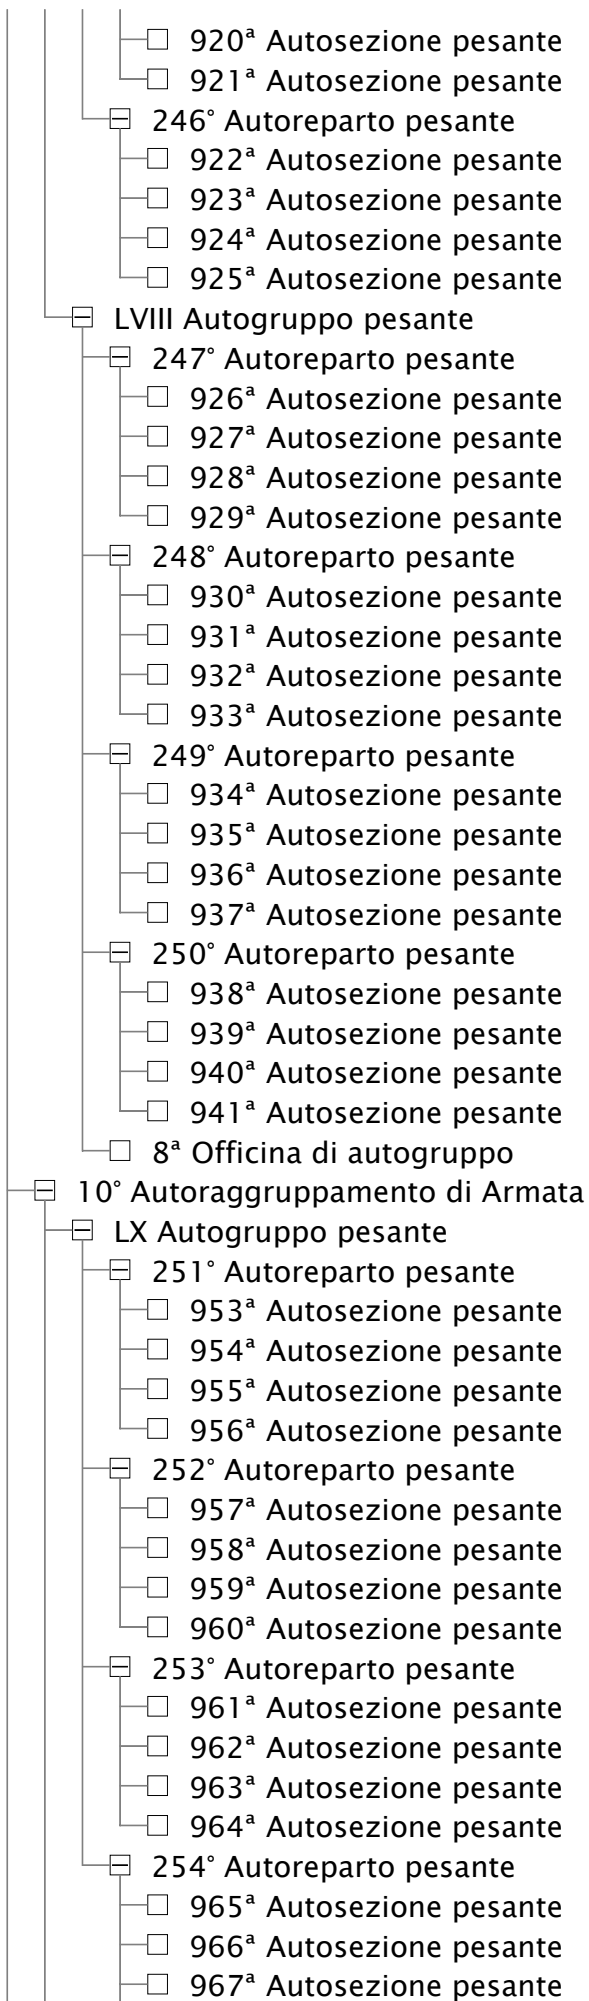 920ª Autosezione pesante
921ª Autosezione pesante
246° Autoreparto pesante
922ª Autosezione pesante
923ª Autosezione pesante
924ª Autosezione pesante
925ª Autosezione pesante
LVIII Autogruppo pesante
247° Autoreparto pesante
926ª Autosezione pesante
927ª Autosezione pesante
928ª Autosezione pesante
929ª Autosezione pesante
248° Autoreparto pesante
930ª Autosezione pesante
931ª Autosezione pesante
932ª Autosezione pesante
933ª Autosezione pesante
249° Autoreparto pesante
934ª Autosezione pesante
935ª Autosezione pesante
936ª Autosezione pesante
937ª Autosezione pesante
250° Autoreparto pesante
938ª Autosezione pesante
939ª Autosezione pesante
940ª Autosezione pesante
941ª Autosezione pesante
8ª Officina di autogruppo
10° Autoraggruppamento di Armata
LX Autogruppo pesante
251° Autoreparto pesante
953ª Autosezione pesante
954ª Autosezione pesante
955ª Autosezione pesante
956ª Autosezione pesante
252° Autoreparto pesante
957ª Autosezione pesante
958ª Autosezione pesante
959ª Autosezione pesante
960ª Autosezione pesante
253° Autoreparto pesante
961ª Autosezione pesante
962ª Autosezione pesante
963ª Autosezione pesante
964ª Autosezione pesante
254° Autoreparto pesante
965ª Autosezione pesante
966ª Autosezione pesante
967ª Autosezione pesante